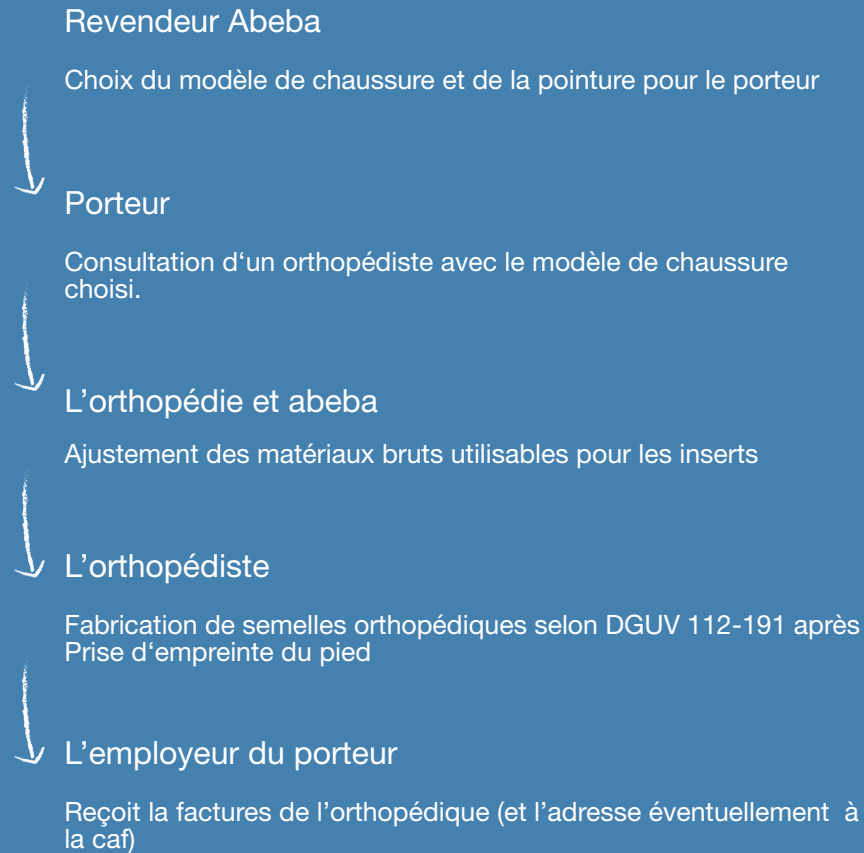 Revendeur Abeba
Choix du modèle de chaussure et de la pointure pour le porteur
Porteur
Consultation d‘un orthopédiste avec le modèle de chaussure
choisi.
L’orthopédie et abeba
Ajustement des matériaux bruts utilisables pour les inserts
L’orthopédiste
Fabrication de semelles orthopédiques selon DGUV 112-191 après
Prise d‘empreinte du pied
L’employeur du porteur
Reçoit la factures de l’orthopédique (et l’adresse éventuellement à
la caf)